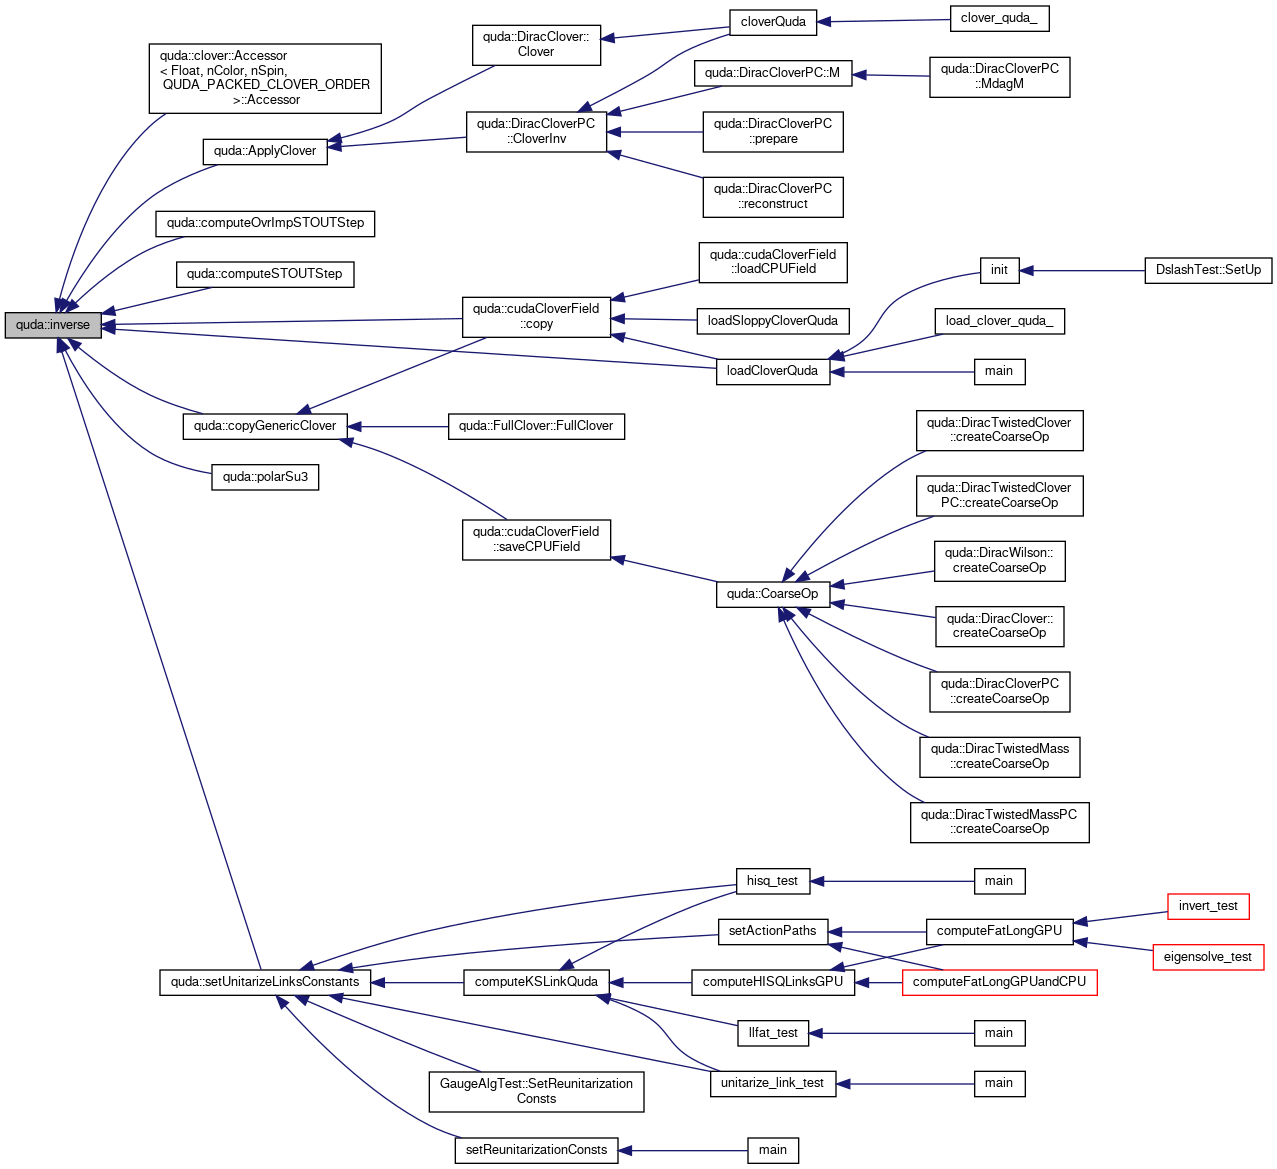 quda::inverse
quda::clover::Accessor
< Float, nColor, nSpin,
QUDA_PACKED_CLOVER_ORDER
>::Accessor
quda::ApplyClover
quda::computeOvrImpSTOUTStep
quda::computeSTOUTStep
quda::copyGenericClover
quda::polarSu3
quda::setUnitarizeLinksConstants
quda::DiracClover::
Clover
quda::DiracCloverPC
::CloverInv
quda::cudaCloverField
::copy
quda::FullClover::FullClover
quda::cudaCloverField
::saveCPUField
computeKSLinkQuda
GaugeAlgTest::SetReunitarization
Consts
setReunitarizationConsts
cloverQuda
quda::DiracCloverPC::M
quda::DiracCloverPC
::prepare
quda::DiracCloverPC
::reconstruct
quda::cudaCloverField
::loadCPUField
loadSloppyCloverQuda
loadCloverQuda
quda::CoarseOp
hisq_test
setActionPaths
computeHISQLinksGPU
llfat_test
unitarize_link_test
main
clover_quda_
quda::DiracCloverPC
::MdagM
init
load_clover_quda_
main
quda::DiracTwistedClover
::createCoarseOp
quda::DiracTwistedClover
PC::createCoarseOp
quda::DiracWilson::
createCoarseOp
quda::DiracClover::
createCoarseOp
quda::DiracCloverPC
::createCoarseOp
quda::DiracTwistedMass
::createCoarseOp
quda::DiracTwistedMassPC
::createCoarseOp
main
computeFatLongGPU
computeFatLongGPUandCPU
main
main
DslashTest::SetUp
invert_test
eigensolve_test